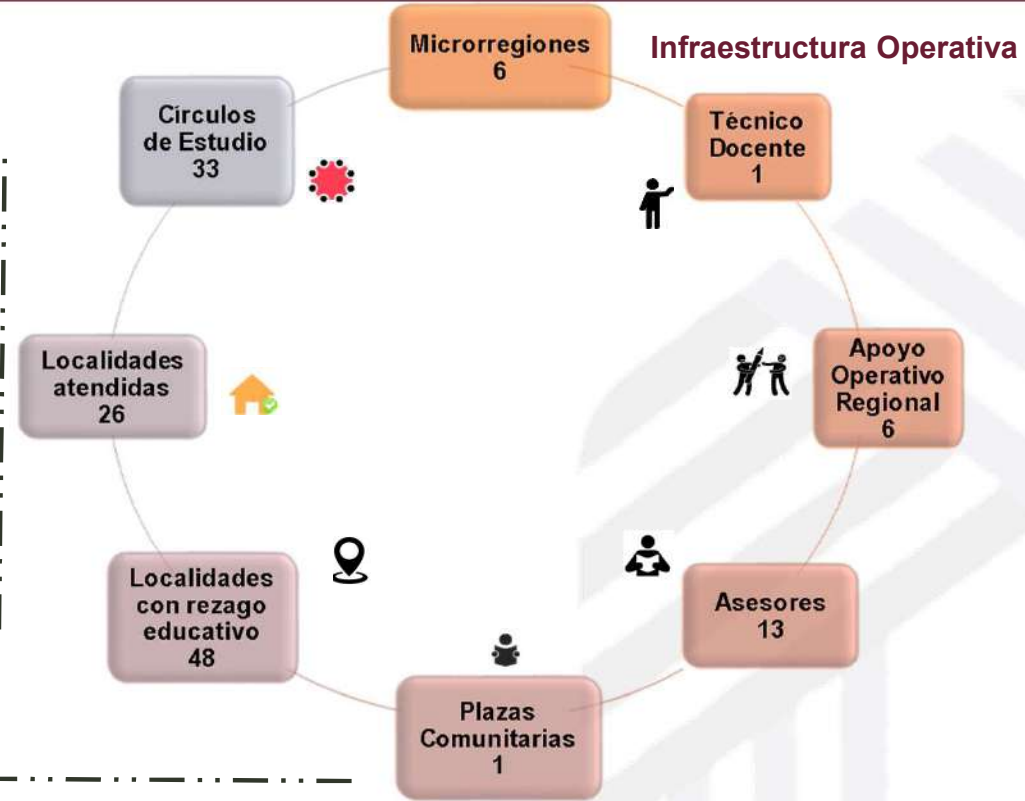 Infraestructura Operativa
Microrregiones
6
Técnico
Docente
1
Apoyo
Operativo
Regional
6
Asesores
13
Plazas
Comunitarias
1
Localidades
con rezago
educativo
48
Localidades
atendidas
26
Círculos
de Estudio
33